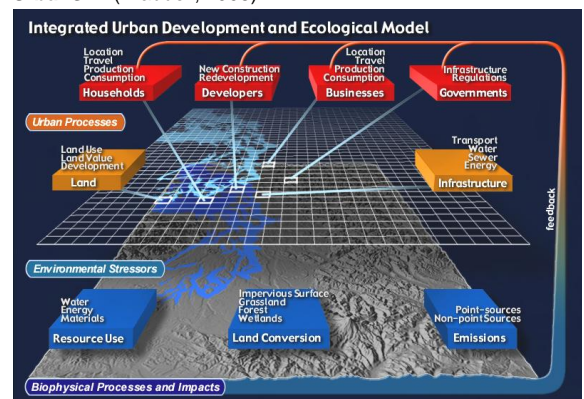 Integrated Urban Development and Ecological Model
Location
Travel
Production
Consumption
Households
New Construction
Redevelopment
Developers
Location
Travel
Production
Consumption
Businesses
Infrastructure
Regulations
Governments
Urban Processes
Land Use
Land Value
Development
Land
Transport
Water
Sewer
Energy
Infrastructure
feedback
Environmental Stressors
Water
Energy
Materials
Resource Use
Impervious Surface
Grassland
Forest
Wetlands
Land Conversion
Point-sources
Non-point Sources
Emissions
Biophysical Processes and Impacts